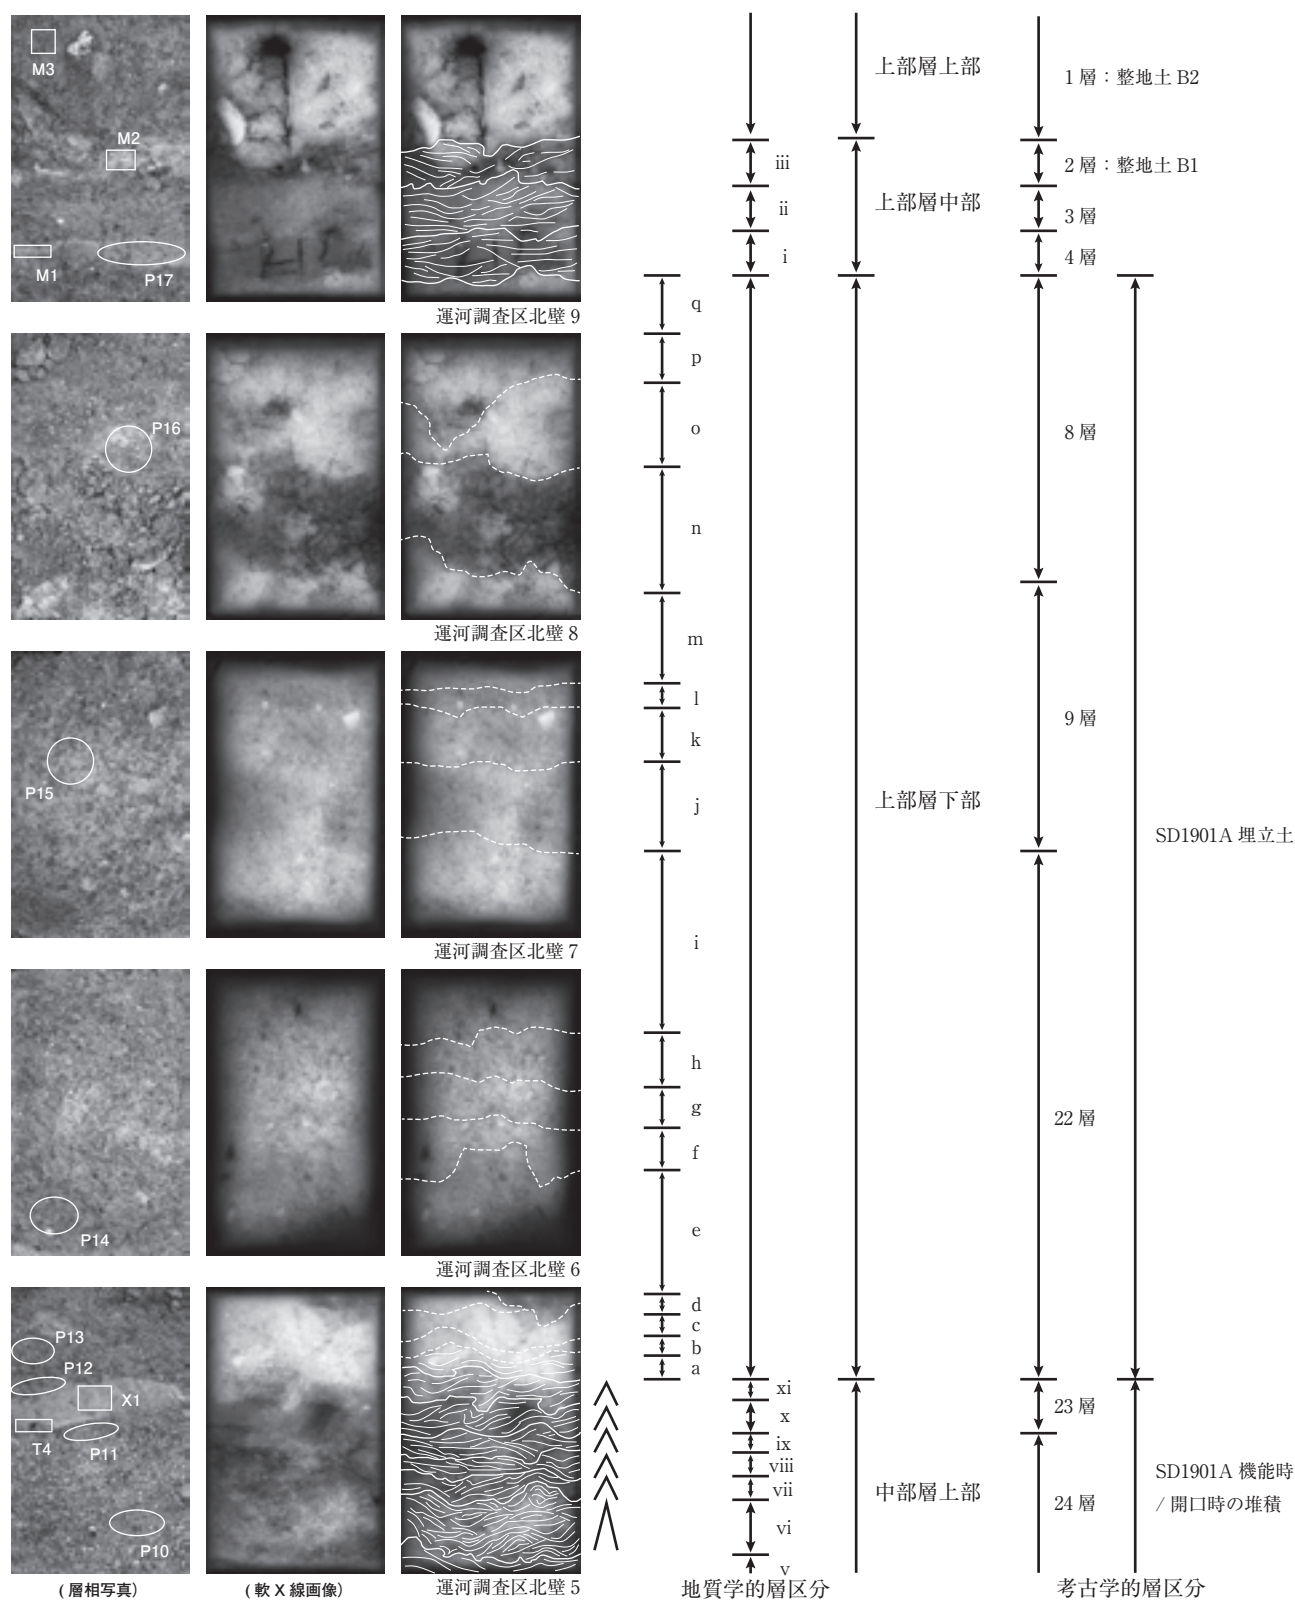 M3
M2
M1
P17
運河調査区北壁 9
P16
運河調査区北壁 8
P15
運河調査区北壁 7
P14
運河調査区北壁 6
P13
P12
X1
T4
P11
P10
(層相写真)
(軟 X 線画像)
運河調査区北壁 5
iii
ii
i
q
p
o
n
m
l
k
j
i
h
g
f
e
d
c
b
a
xi
x
ix
viii
vii
vi
v
地質学的層区分
上部層上部
上部層中部
上部層下部
中部層上部
1 層：整地土 B2
2 層：整地土 B1
3 層
4 層
8 層
9 層
22 層
23 層
24 層
SD1901A 埋立土
SD1901A 機能時
/ 開口時の堆積
考古学的層区分